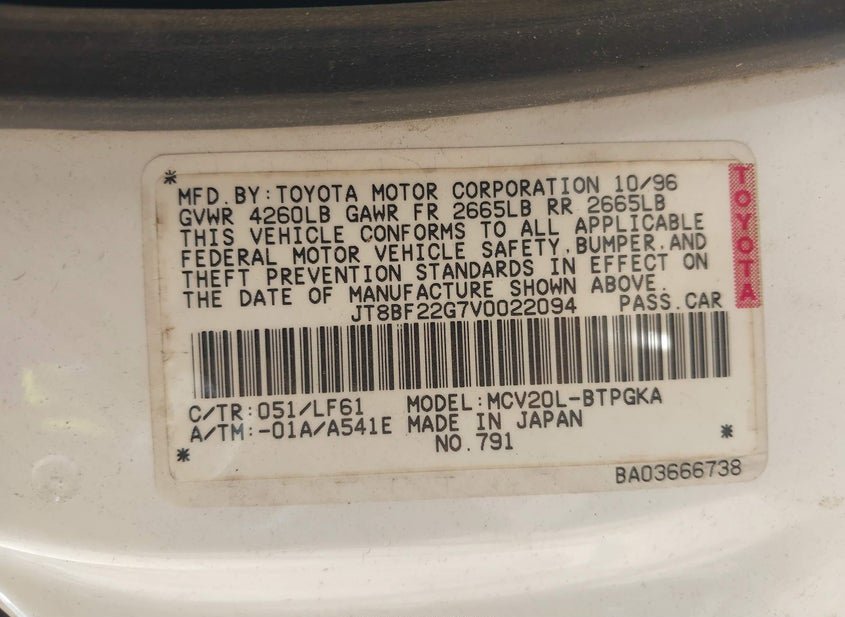 MFD.BY:TOYOTA MOTOR CORPORATION 10/96
GVWR 4260LB GAWR FR 2665LB RR 2665LB
THIS VEHICLE CONFORMS TO ALL APPLICABLE
FEDERAL MOTOR VEHICLE SAFETY,BUMPER,AND
THEFT PREVENTION STANDARDS IN EFFECT ON
THE DATE OF MANUFACTURE SHOWN ABOVE.
JT8BF22G7V0022094 PASS.CAR
TOYOTA
C/TR:051/LF61 MODEL:MCV20L-BTPGKA
A/TM:-01A/A541E MADE IN JAPAN
NO.791
BA03666738